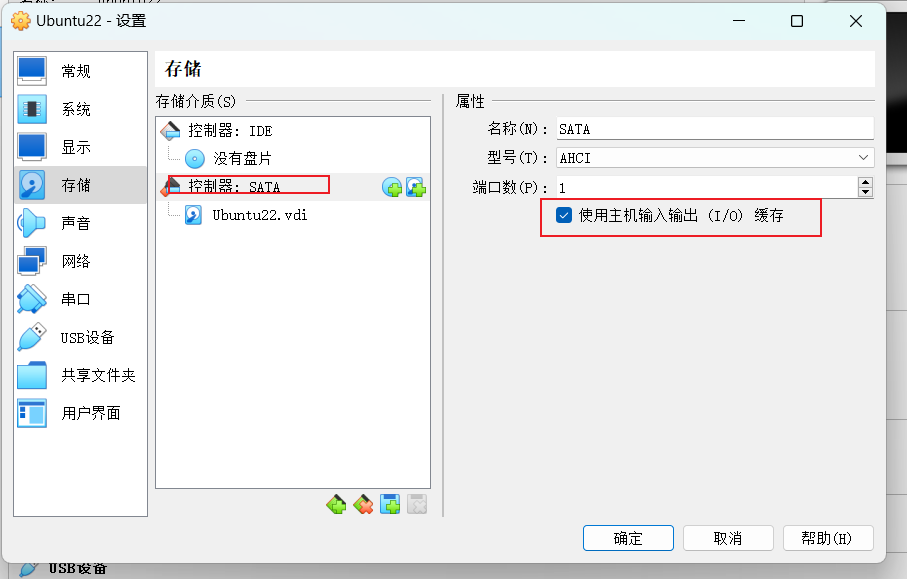 Ubuntu22 - 设置
常规
系统
显示
存储
声音
网络
串口
USB设备
共享文件夹
用户界面
存储
存储介质(S)
控制器: IDE
没有盘片
控制器: SATA
Ubuntu22.vdi
属性
名称(N): SATA
型号(T): AHCI
端口数(P): 1
使用主机输入输出 (I/O) 缓存
确定
取消
帮助(H)
USB设备